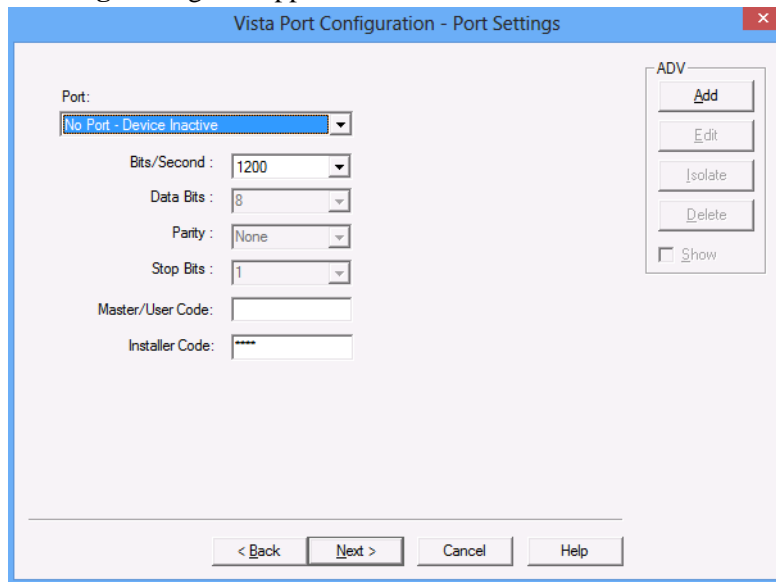 Vista Port Configuration - Port Settings
Port:
No Port - Device Inactive
Bits/Second :
1200
Data Bits :
8
Parity :
None
Stop Bits :
1
Master/User Code:
Installer Code:
****
ADV
Add
Edit
Isolate
Delete
Show
< Back
Next >
Cancel
Help